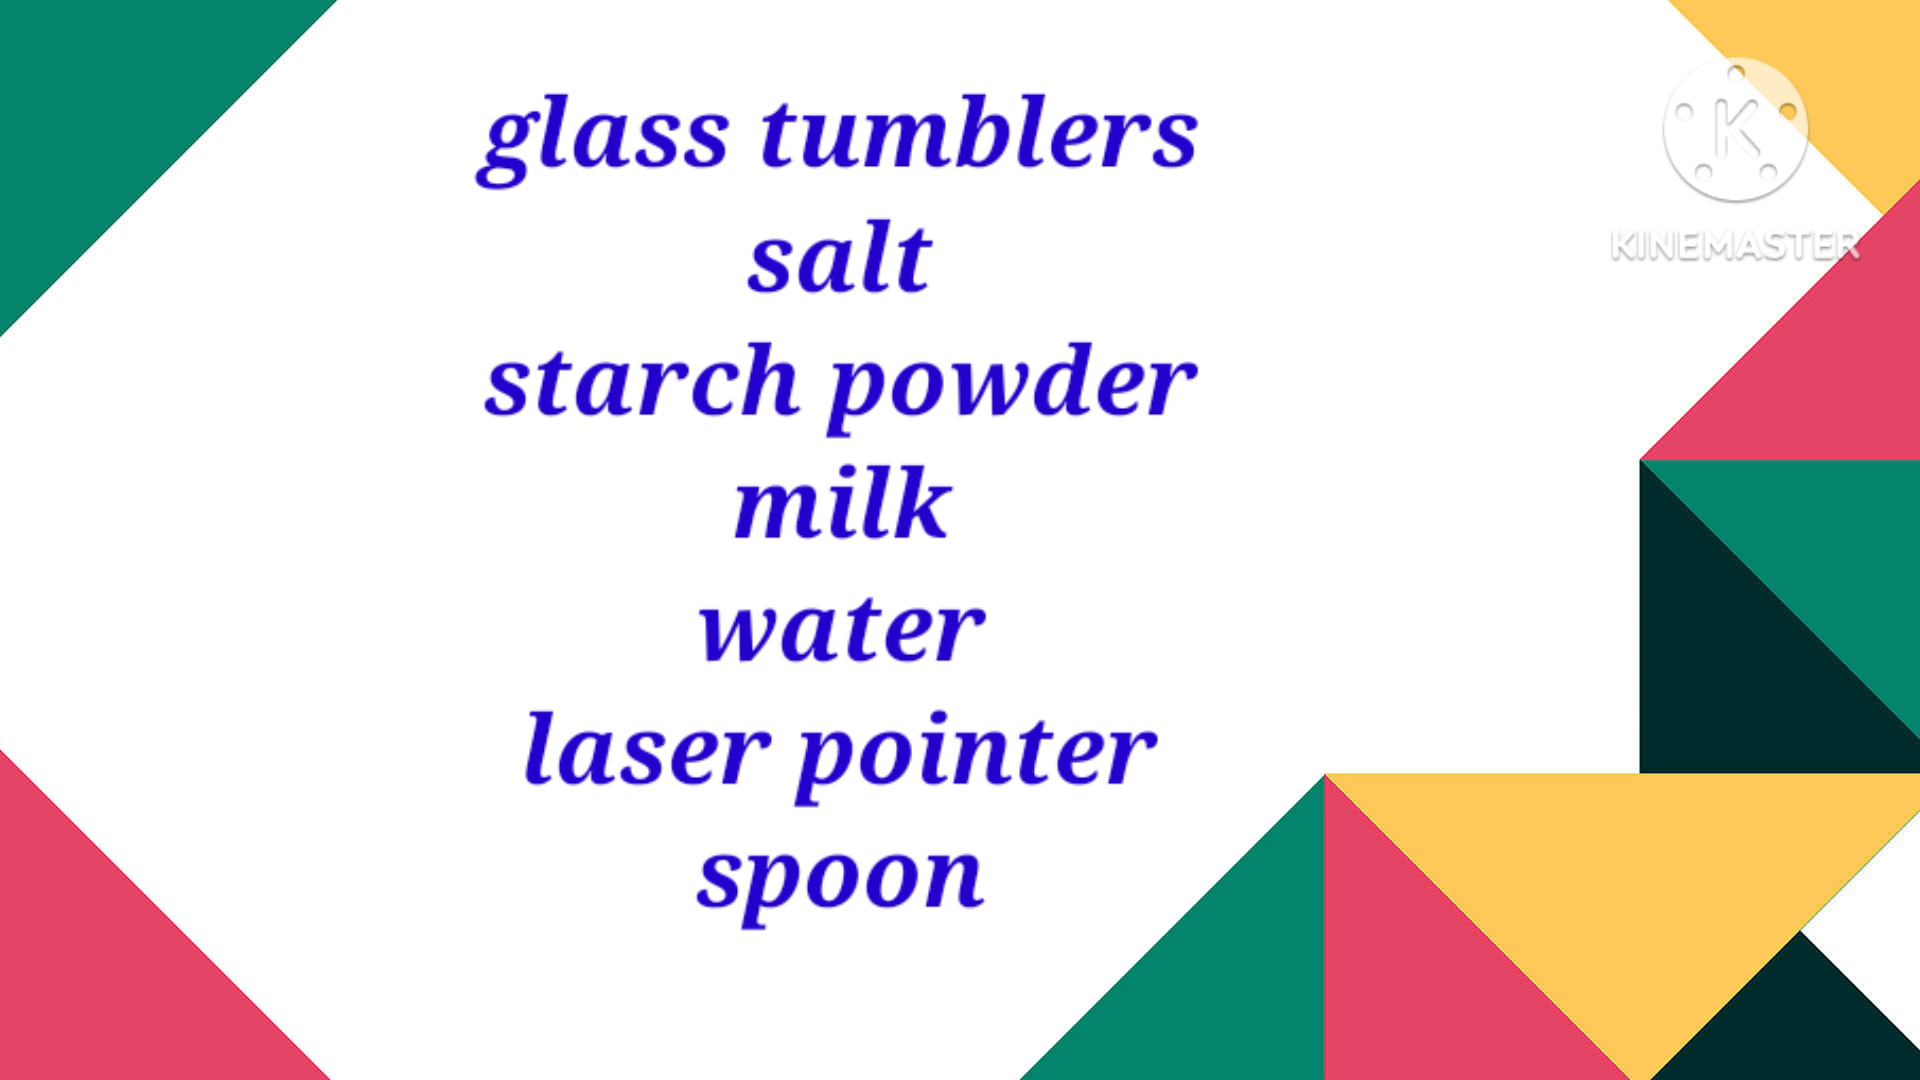 glass tumblers
salt
starch powder
milk
water
laser pointer
spoon
K
KINEMASTER